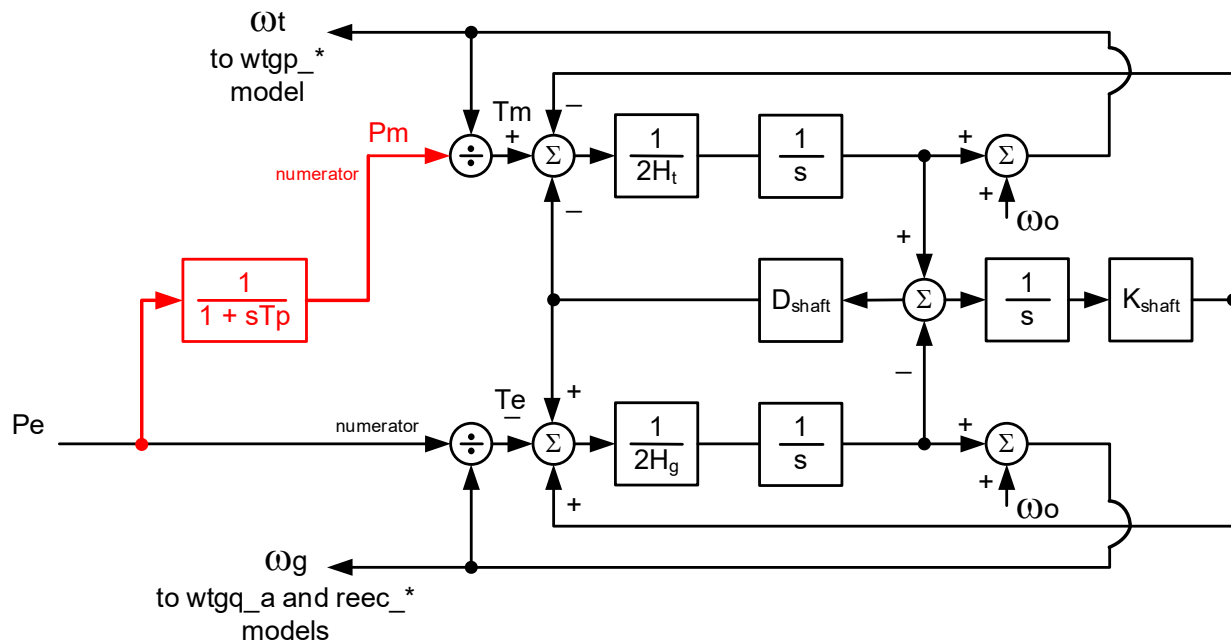 ωt
to wtgp_*
model
Pm
numerator
÷
Tm
+
−
Σ
−
1
2Ht
1
s
+
Σ
+
ωo
1
1 + sTp
Dshaft
+
Σ
−
1
s
Kshaft
Pe
numerator
÷
Te
−
+
Σ
+
1
2Hg
1
s
+
Σ
+
ωo
ωg
to wtgq_a and reec_*
models